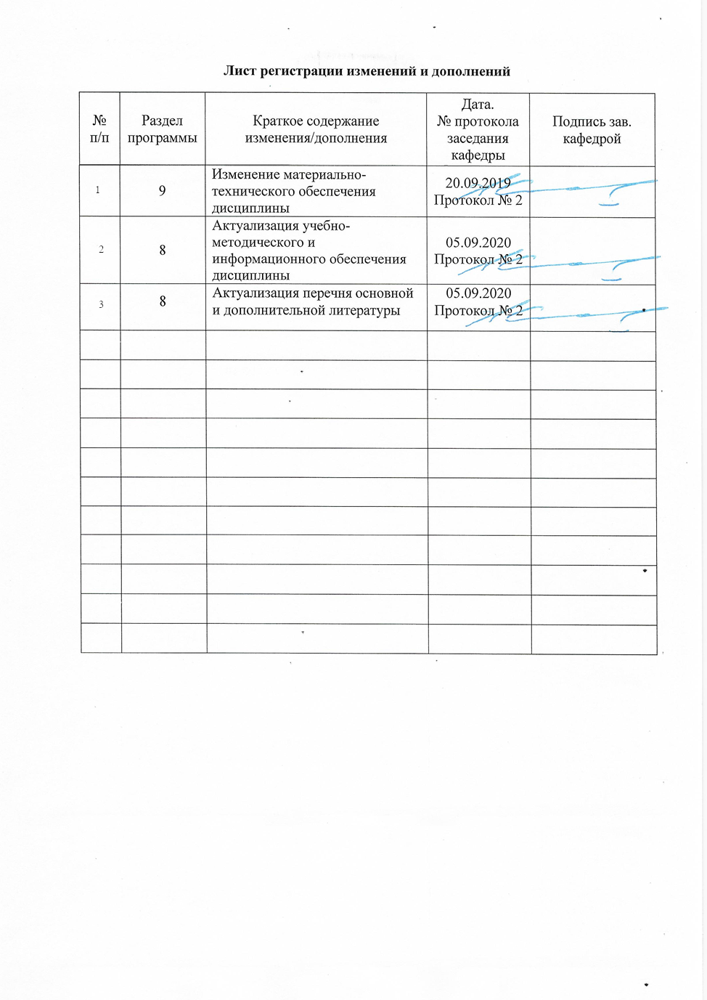 Лист регистрации изменений и дополнений
№
п/п
Раздел
программы
Краткое содержание
изменения/дополнения
Дата.
№ протокола
заседания
кафедры
Подпись зав.
кафедрой
1
9
Изменение материально-
технического обеспечения
дисциплины
20.09.2019
Протокол № 2
2
8
Актуализация учебно-
методического и
информационного обеспечения
дисциплины
05.09.2020
Протокол № 2
3
8
Актуализация перечня основной
и дополнительной литературы
05.09.2020
Протокол № 2